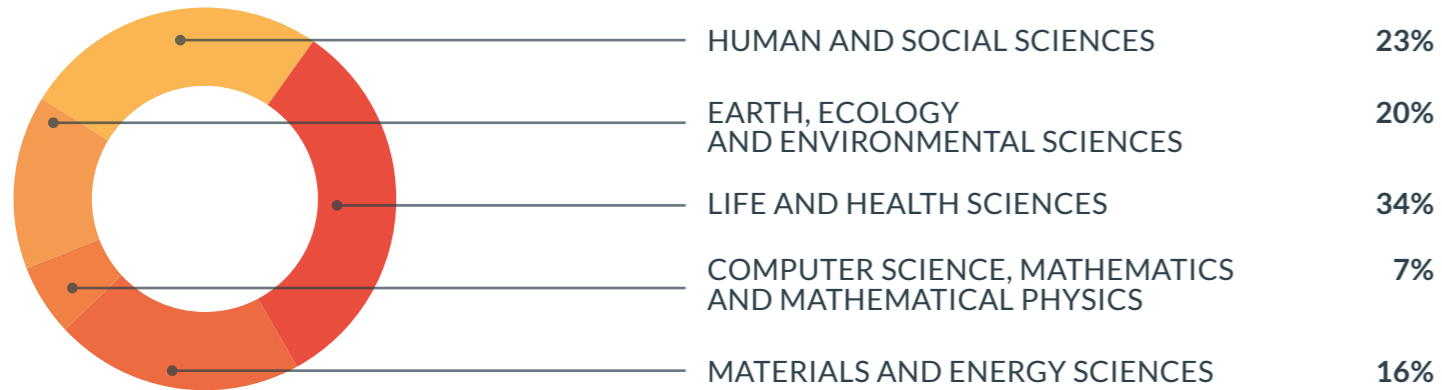 HUMAN AND SOCIAL SCIENCES 23%
EARTH, ECOLOGY 20%
AND ENVIRONMENTAL SCIENCES
LIFE AND HEALTH SCIENCES 34%
COMPUTER SCIENCE, MATHEMATICS 7%
AND MATHEMATICAL PHYSICS
MATERIALS AND ENERGY SCIENCES 16%